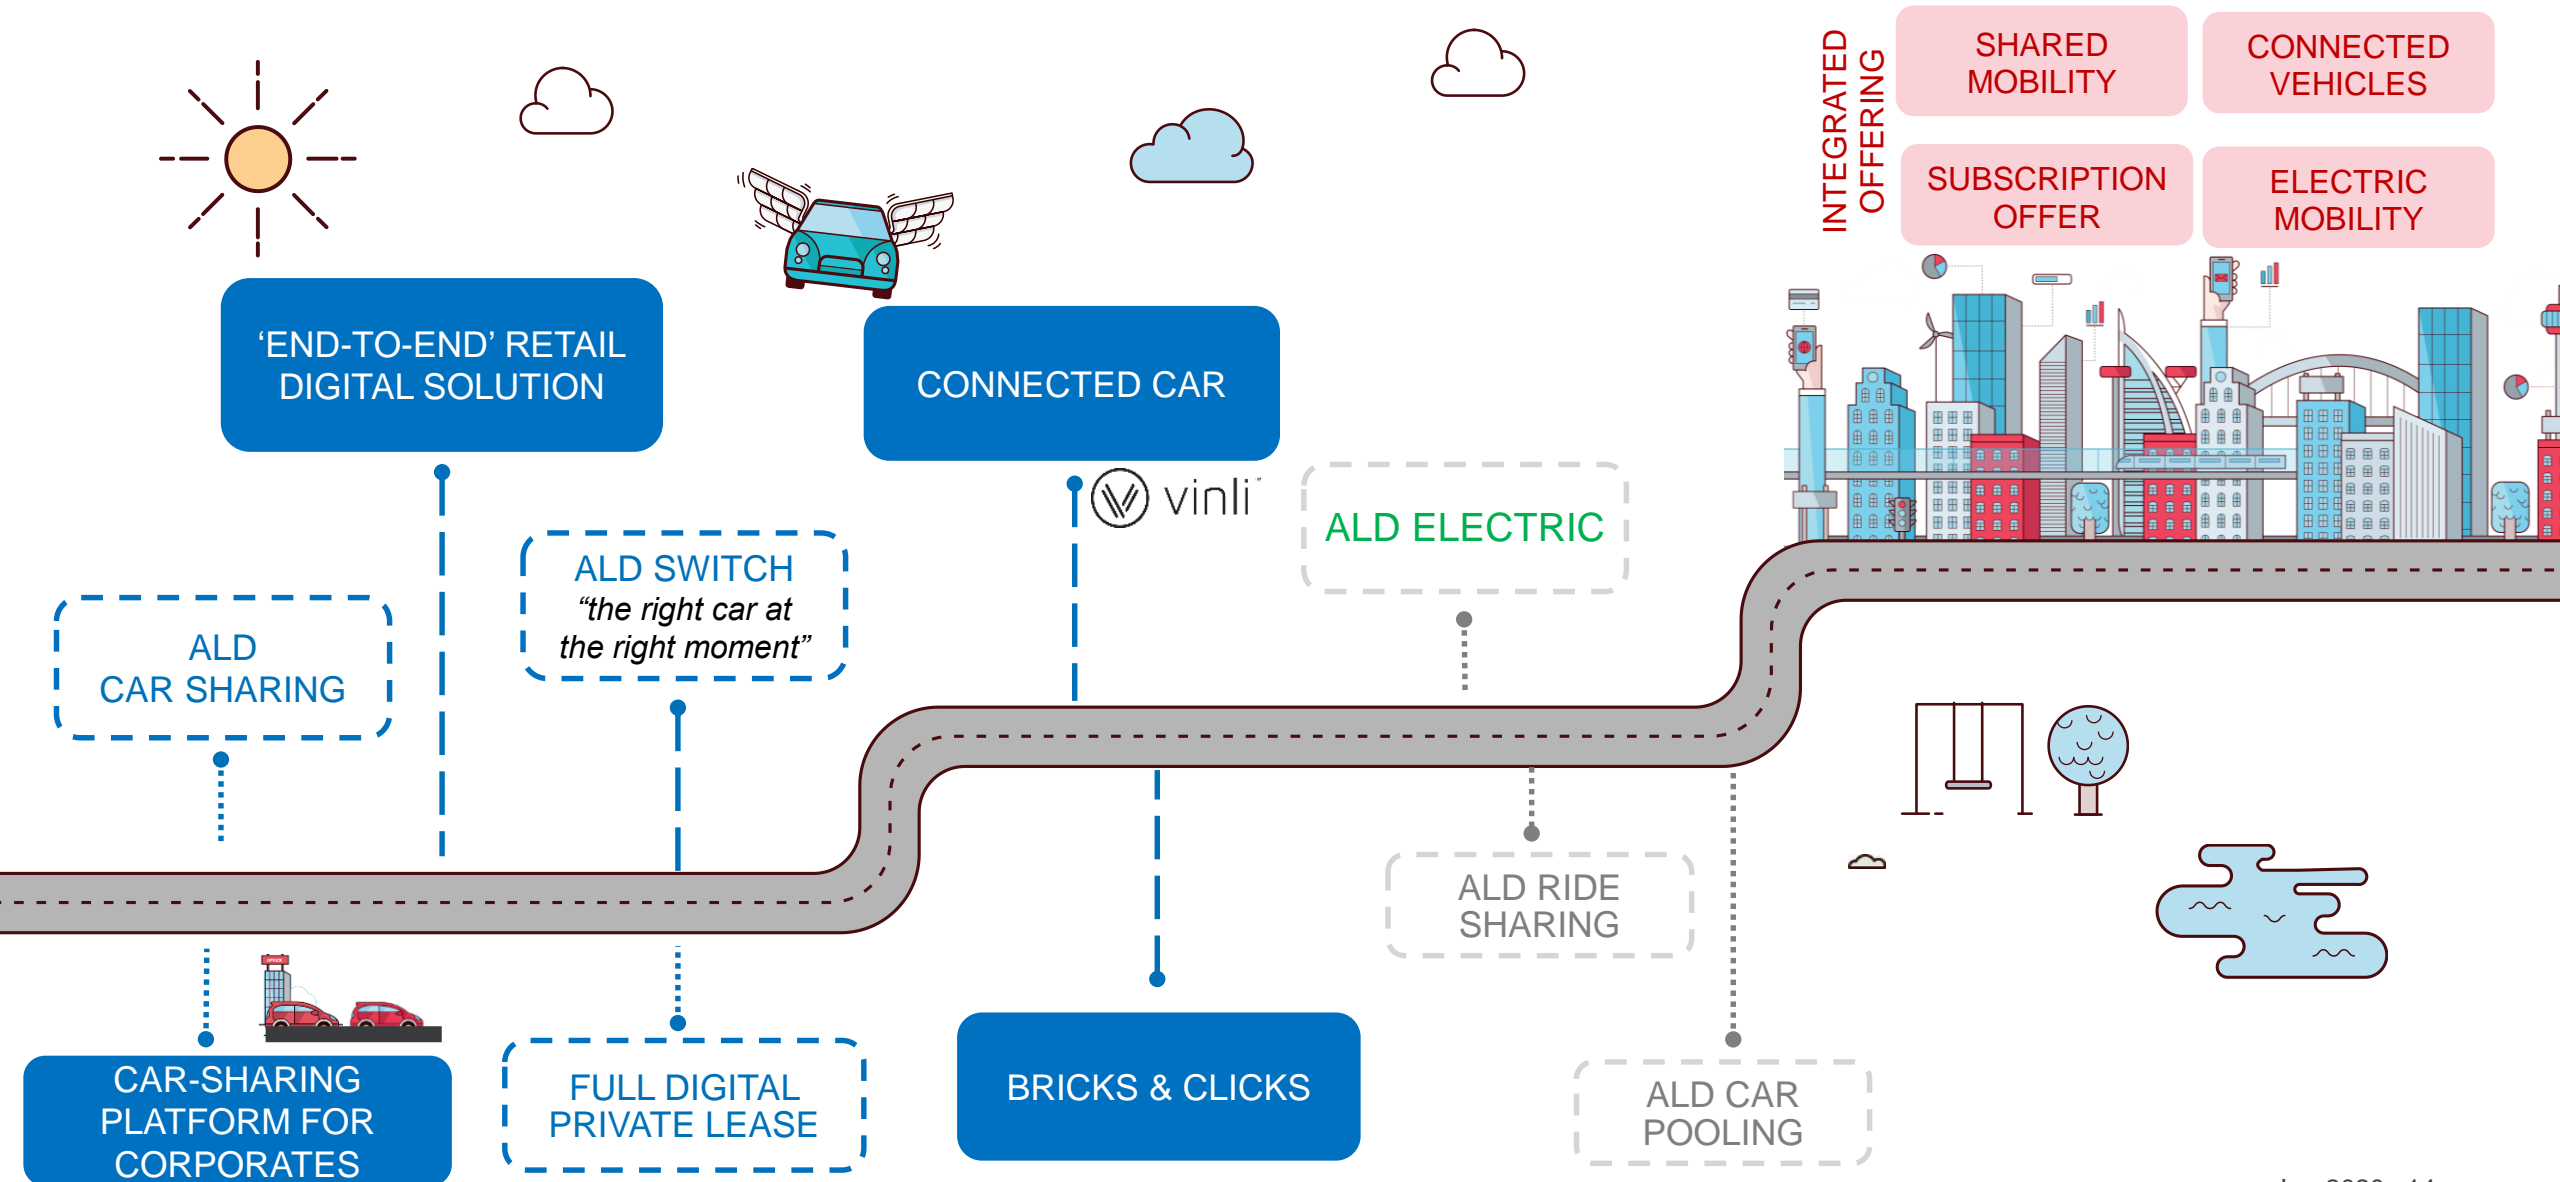 INTEGRATED
OFFERING
SHARED
MOBILITY
CONNECTED
VEHICLES
SUBSCRIPTION
OFFER
ELECTRIC
MOBILITY
‘END-TO-END’ RETAIL
DIGITAL SOLUTION
CONNECTED CAR
vinli
ALD ELECTRIC
ALD SWITCH
“the right car at
the right moment”
ALD
CAR SHARING
ALD RIDE
SHARING
CAR-SHARING
PLATFORM FOR
CORPORATES
FULL DIGITAL
PRIVATE LEASE
BRICKS & CLICKS
ALD CAR
POOLING